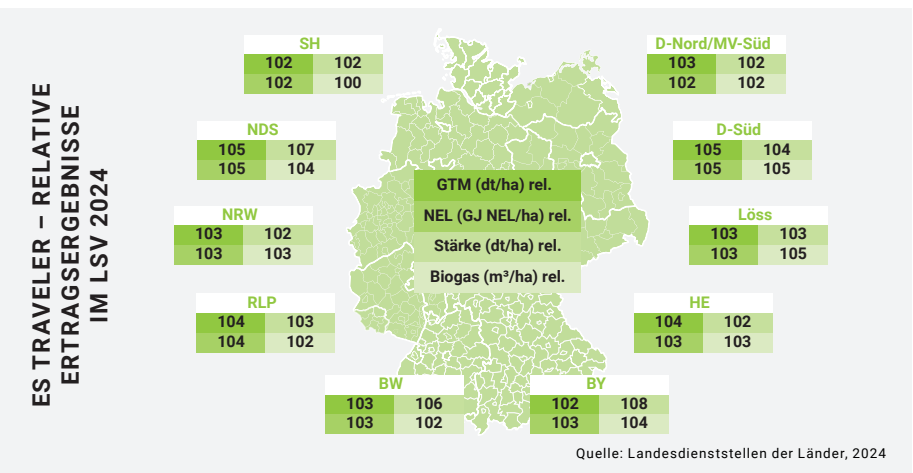 ES TRAVELER – RELATIVE
ERTRAGSERGEBNISSE
IM LSV 2024
SH
102 102
102 100
D-Nord/MV-Süd
103 102
102 102
NDS
105 107
105 104
D-Süd
105 104
105 105
GTM (dt/ha) rel.
NEL (GJ NEL/ha) rel.
Stärke (dt/ha) rel.
Biogas (m³/ha) rel.
NRW
103 102
103 103
Löss
103 103
103 105
RLP
104 103
104 102
HE
104 102
103 103
BW
103 106
103 102
BY
102 108
103 104
Quelle: Landesdienststellen der Länder, 2024